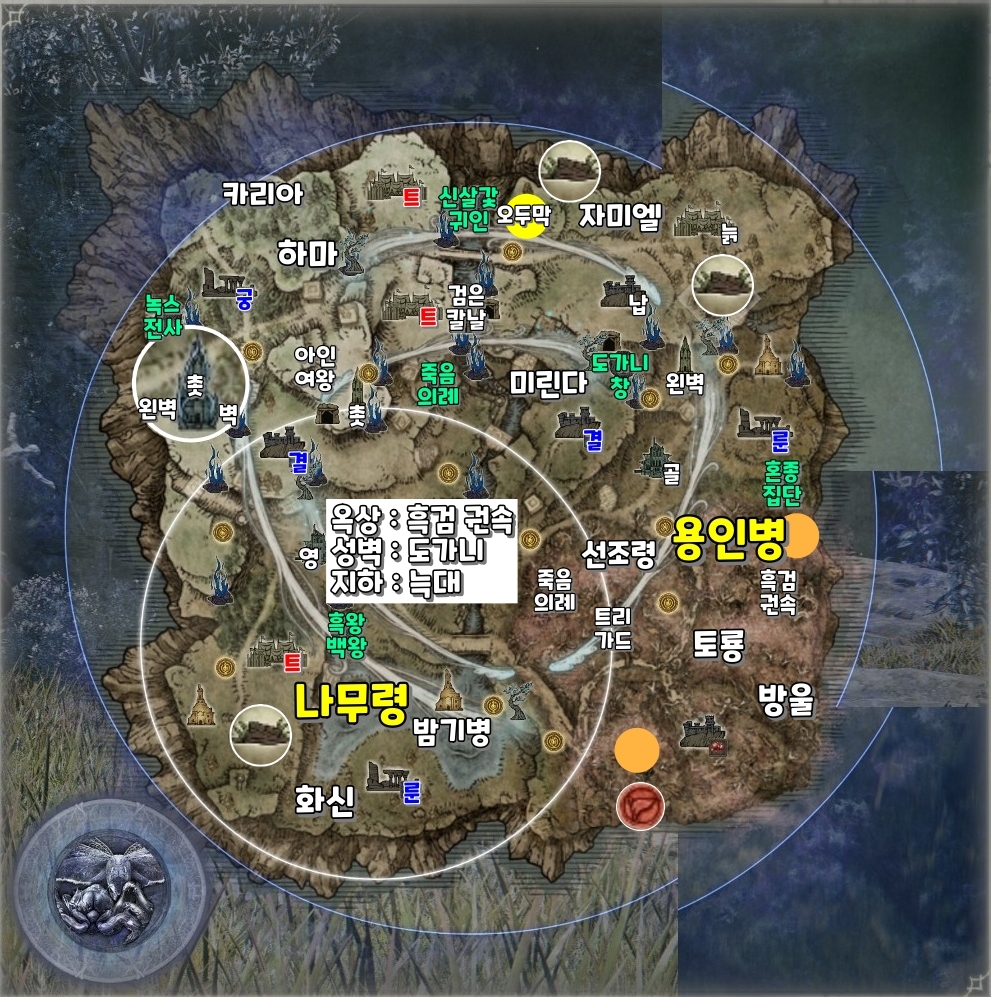 카리아
트
신살갗
귀인
오두막
자미엘
늙
하마
녹스
전사
궁
검은
칼날
트
납
아인
여왕
죽음
의례
미린다
도가니
창
왼벽
춋
왼벽
벽
춋
결
결
골
룬
혼종
집단
옥상 : 흑검 권속
성벽 : 도가니
지하 : 늑대
영
선조령
용인병
죽음
의례
흑검
권속
트리
가드
흑왕
백왕
토룡
트
나무령
밤기병
방울
화신
룬